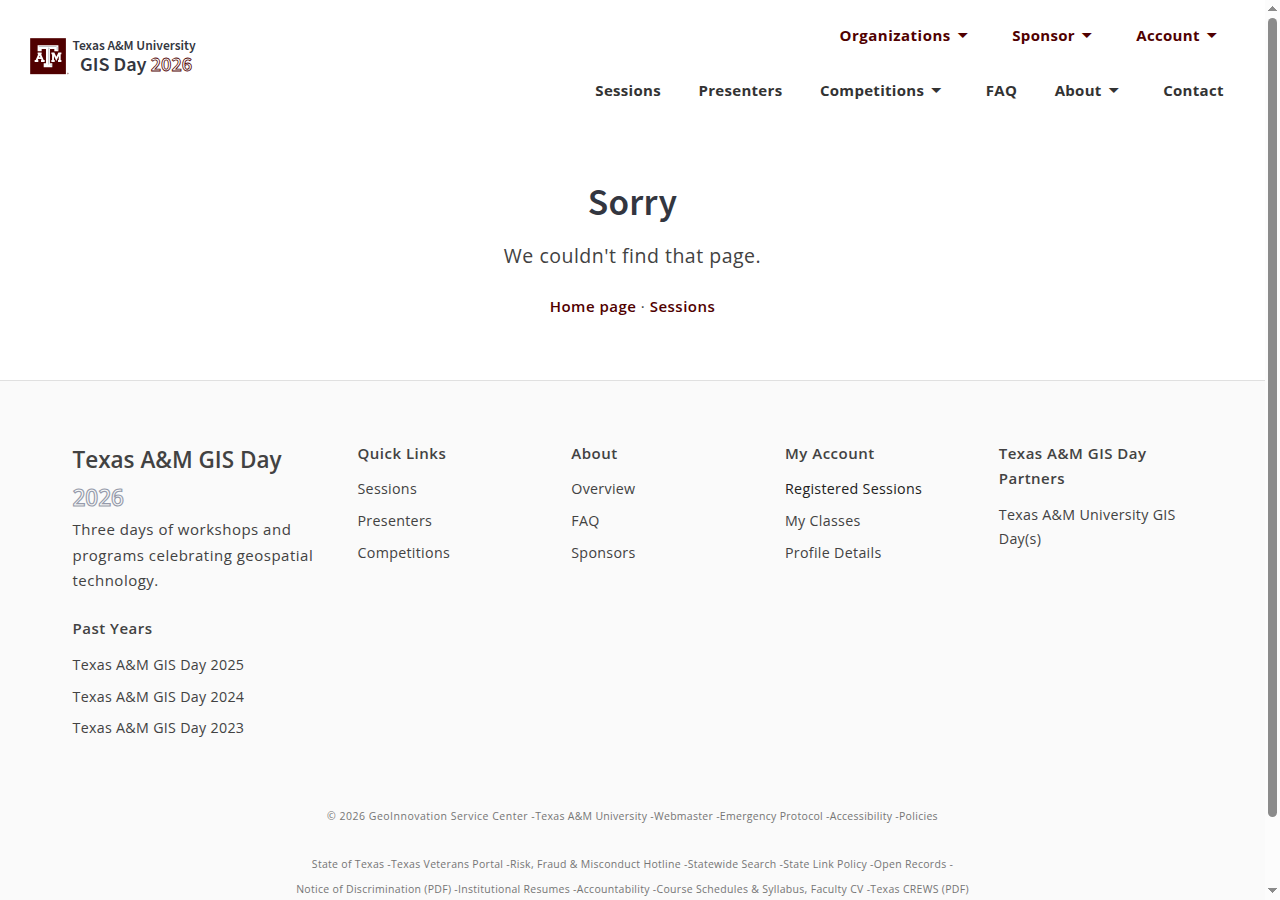 Texas A&M University
GIS Day 2026
Organizations
Sponsor
Account
Sessions
Presenters
Competitions
FAQ
About
Contact
Sorry
We couldn't find that page.
Home page · Sessions
Texas A&M GIS Day
2026
Three days of workshops and
programs celebrating geospatial
technology.
Past Years
Texas A&M GIS Day 2025
Texas A&M GIS Day 2024
Texas A&M GIS Day 2023
Quick Links
Sessions
Presenters
Competitions
About
Overview
FAQ
Sponsors
My Account
Registered Sessions
My Classes
Profile Details
Texas A&M GIS Day
Partners
Texas A&M University GIS
Day(s)
© 2026 GeoInnovation Service Center -Texas A&M University -Webmaster -Emergency Protocol -Accessibility -Policies
State of Texas -Texas Veterans Portal -Risk, Fraud & Misconduct Hotline -Statewide Search -State Link Policy -Open Records -
Notice of Discrimination (PDF) -Institutional Resumes -Accountability -Course Schedules & Syllabus, Faculty CV -Texas CREWS (PDF)